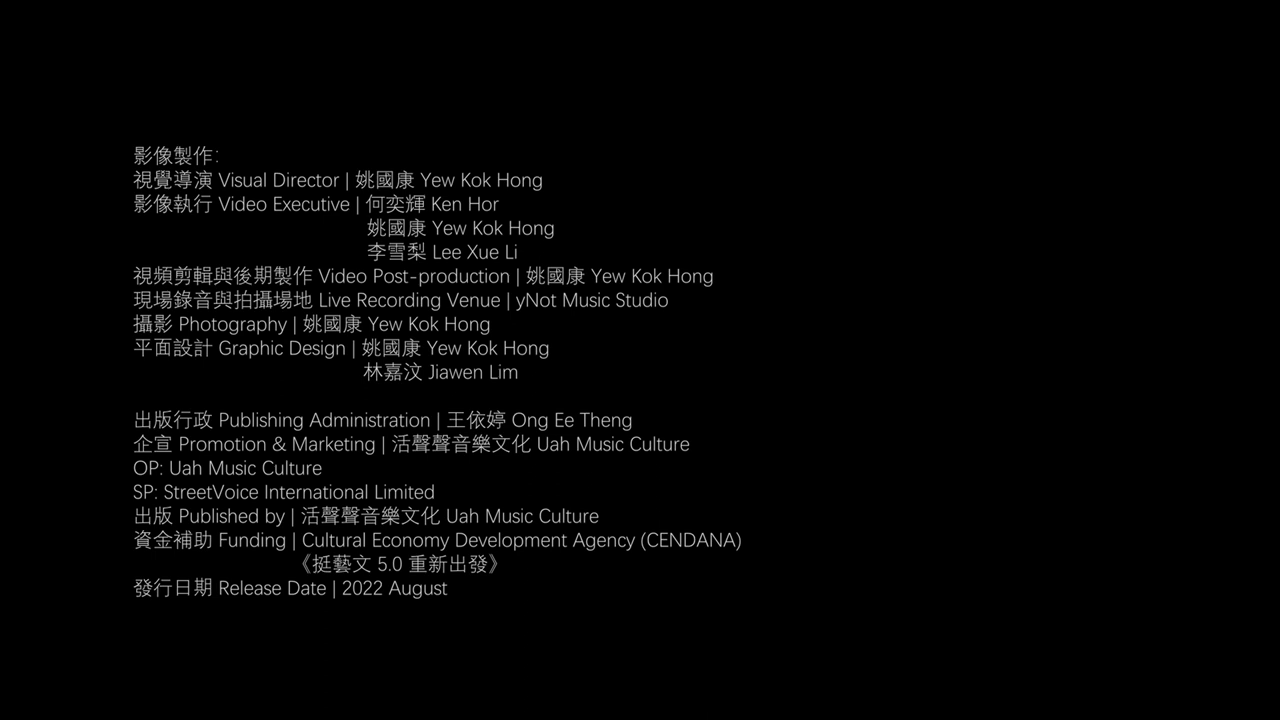 影像製作:
視覺導演 Visual Director | 姚國康 Yew Kok Hong
影像執行 Video Executive | 何奕輝 Ken Hor
姚國康 Yew Kok Hong
李雪梨 Lee Xue Li
視頻剪輯與後期製作 Video Post-production | 姚國康 Yew Kok Hong
現場錄音與拍攝場地 Live Recording Venue | yNot Music Studio
攝影 Photography | 姚國康 Yew Kok Hong
平面設計 Graphic Design | 姚國康 Yew Kok Hong
林嘉汶 Jiawen Lim
出版行政 Publishing Administration | 王依婷 Ong Ee Theng
企宣 Promotion & Marketing | 活聲聲音樂文化 Uah Music Culture
OP: Uah Music Culture
SP: StreetVoice International Limited
出版 Published by | 活聲聲音樂文化 Uah Music Culture
資金補助 Funding | Cultural Economy Development Agency (CENDANA)
《挺藝文 5.0 重新出發》
發行日期 Release Date | 2022 August